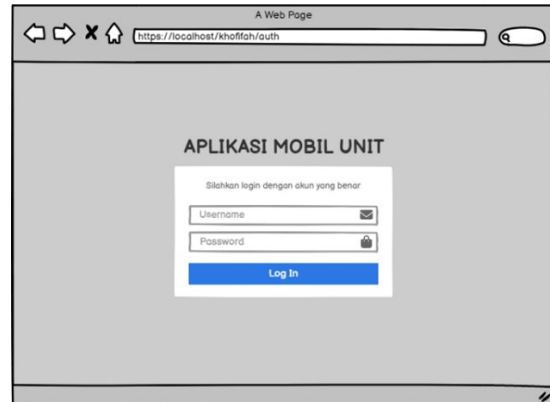 A Web Page
https://localhost/khofifah/auth
APLIKASI MOBIL UNIT
Silahkan login dengan akun yang benar
Username
Password
Log In